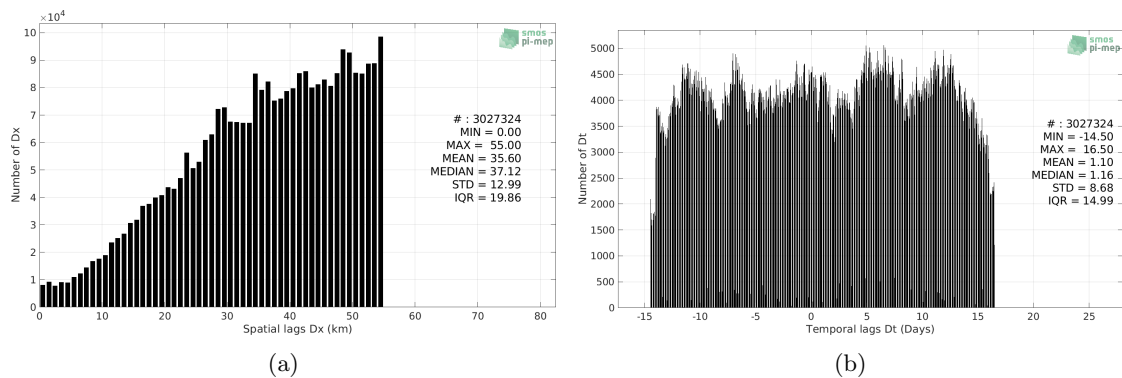 ×10⁴
10
9
8
7
6
5
4
3
2
1
0
Number of Dx
0 10 20 30 40 50 60 70 80
Spatial lags Dx (km)
smos
pi-mep
# : 3027324
MIN = 0.00
MAX = 55.00
MEAN = 35.60
MEDIAN = 37.12
STD = 12.99
IQR = 19.86
(a)
5000
4500
4000
3500
3000
2500
2000
1500
1000
500
0
Number of Dt
-15 -10 -5 0 5 10 15 20 25
Temporal lags Dt (Days)
smos
pi-mep
# : 3027324
MIN = -14.50
MAX = 16.50
MEAN = 1.10
MEDIAN = 1.16
STD = 8.68
IQR = 14.99
(b)